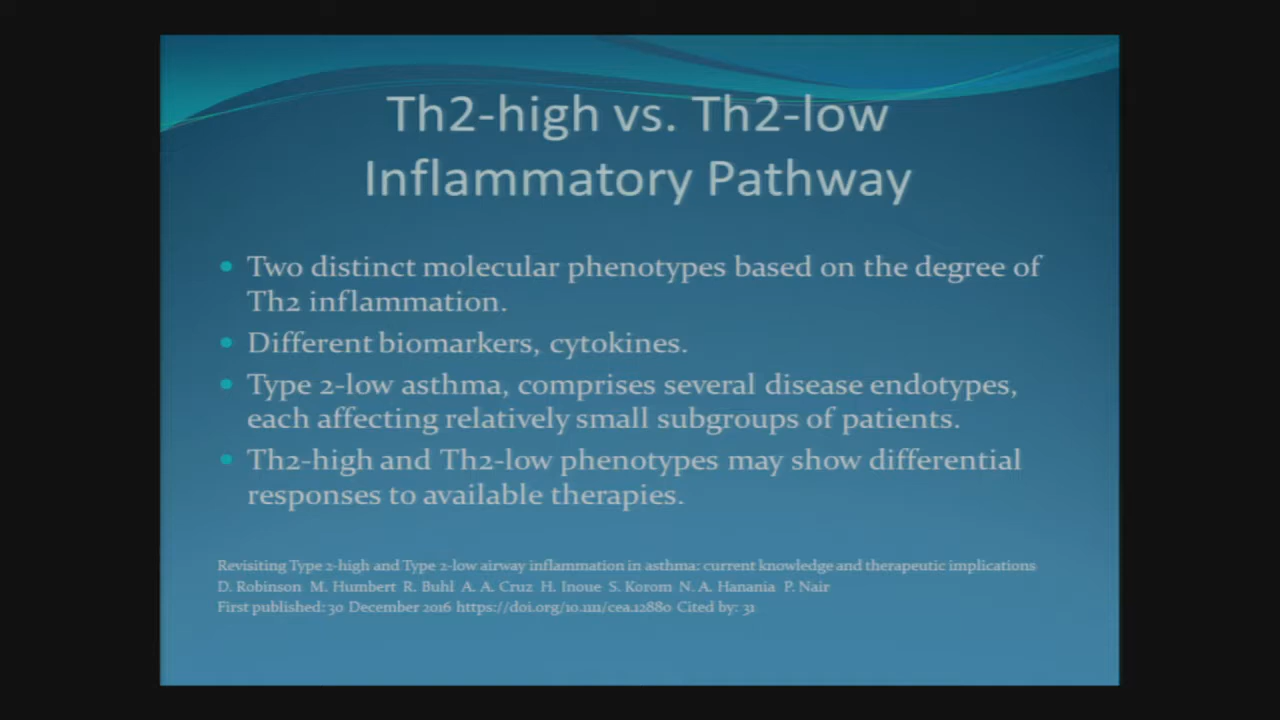 Th2-high vs. Th2-low
Inflammatory Pathway
• Two distinct molecular phenotypes based on the degree of
Th2 inflammation.
• Different biomarkers, cytokines.
• Type 2-low asthma, comprises several disease endotypes,
each affecting relatively small subgroups of patients.
• Th2-high and Th2-low phenotypes may show differential
responses to available therapies.
Revisiting Type 2-high and Type 2-low airway inflammation in asthma: current knowledge and therapeutic implications
D. Robinson M. Humbert R. Buhl A. A. Cruz H. Inoue S. Korom N. A. Hanania P. Nair
First published: 30 December 2016 https://doi.org/10.1111/cea.12880 Cited by: 31